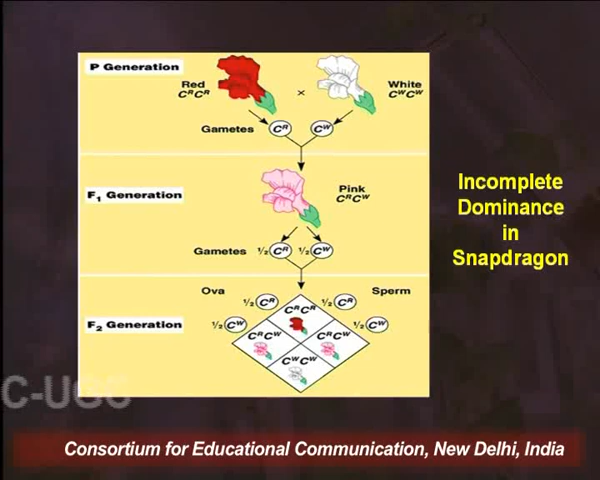 P Generation
Red
CᴿCᴿ
x
White
CᵂCᵂ
Gametes Cᴿ Cᵂ
F₁ Generation
Pink
CᴿCᵂ
Gametes ½ Cᴿ ½ Cᵂ
Ova
Sperm
½ Cᴿ ½ Cᴿ
CᴿCᴿ
F₂ Generation
½ Cᵂ ½ Cᵂ
CᴿCᵂ CᴿCᵂ
CᵂCᵂ
Incomplete
Dominance
in
Snapdragon
C-UGC
Consortium for Educational Communication, New Delhi, India